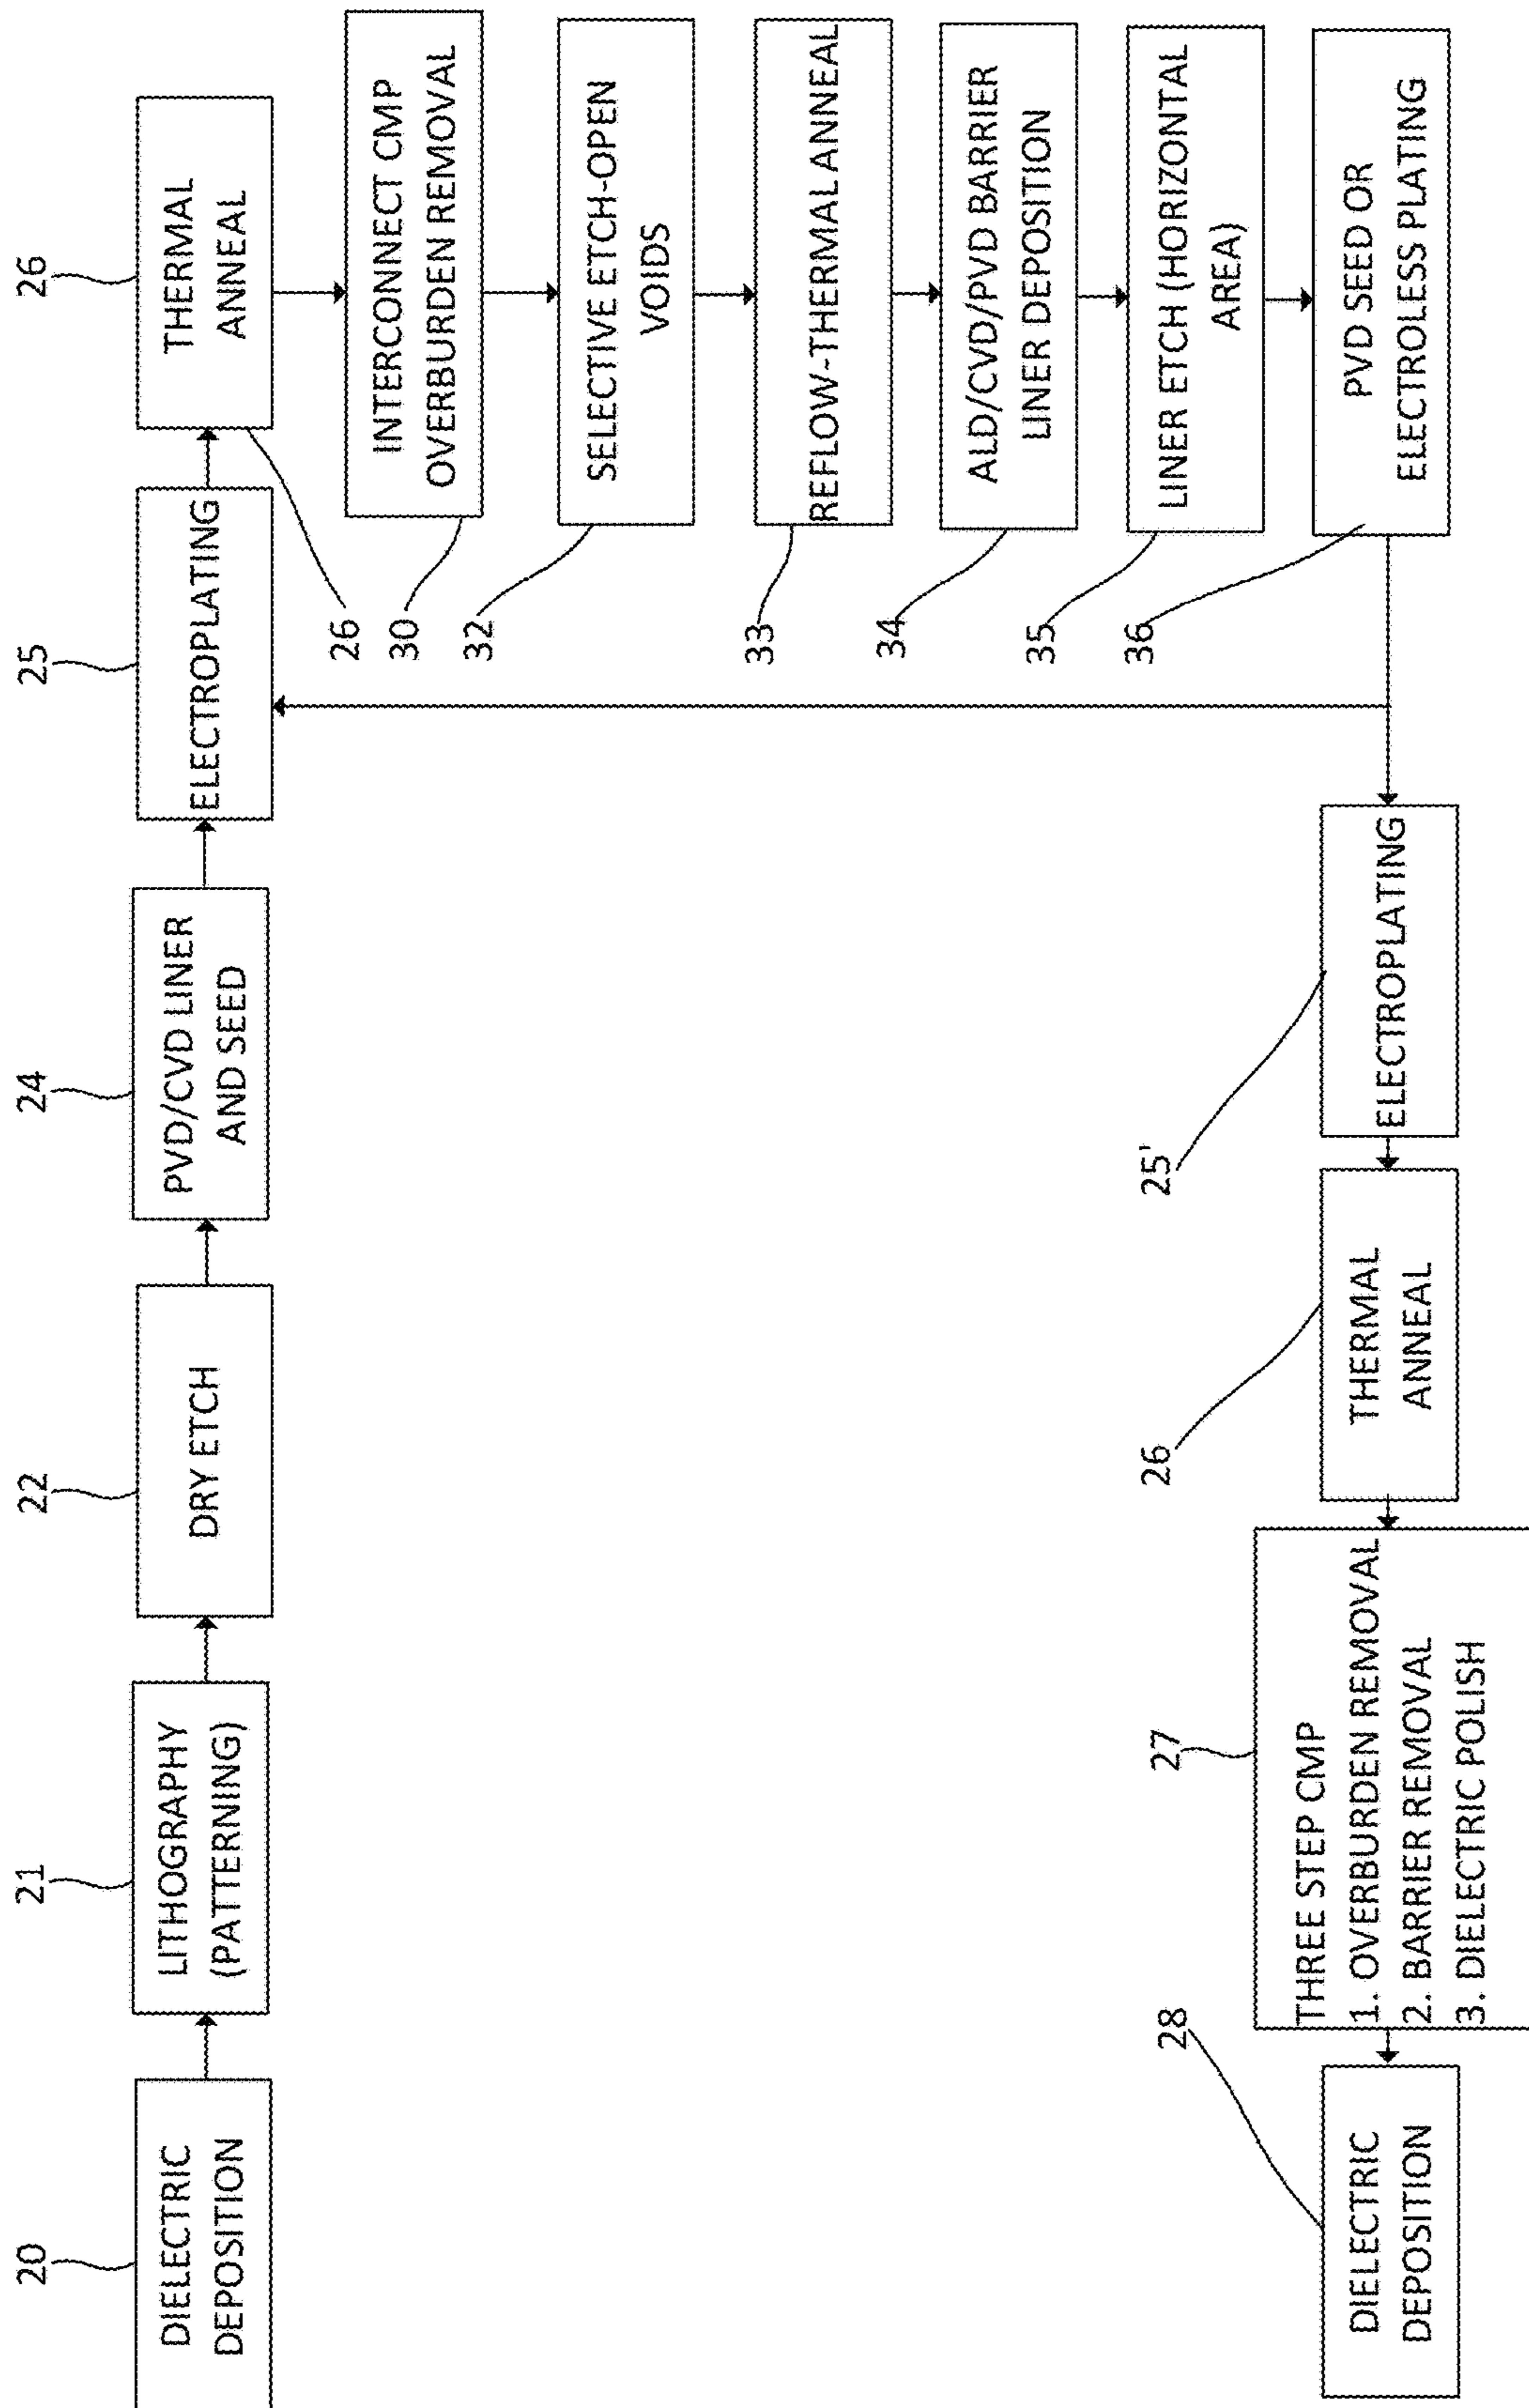 20
DIELECTRIC
DEPOSITION
21
LITHOGRAPHY
(PATTERNING)
22
DRY ETCH
24
PVD/CVD LINER
AND SEED
25
ELECTROPLATING
26
THERMAL
ANNEAL
26
30
INTERCONNECT CMP
OVERBURDEN REMOVAL
32
SELECTIVE ETCH-OPEN
VOIDS
33
REFLOW-THERMAL ANNEAL
34
ALD/CVD/PVD BARRIER
LINER DEPOSITION
35
LINER ETCH (HORIZONTAL
AREA)
36
PVD SEED OR
ELECTROLESS PLATING
25'
ELECTROPLATING
26
THERMAL
ANNEAL
27
THREE STEP CMP
1. OVERBURDEN REMOVAL
2. BARRIER REMOVAL
3. DIELECTRIC POLISH
28
DIELECTRIC
DEPOSITION